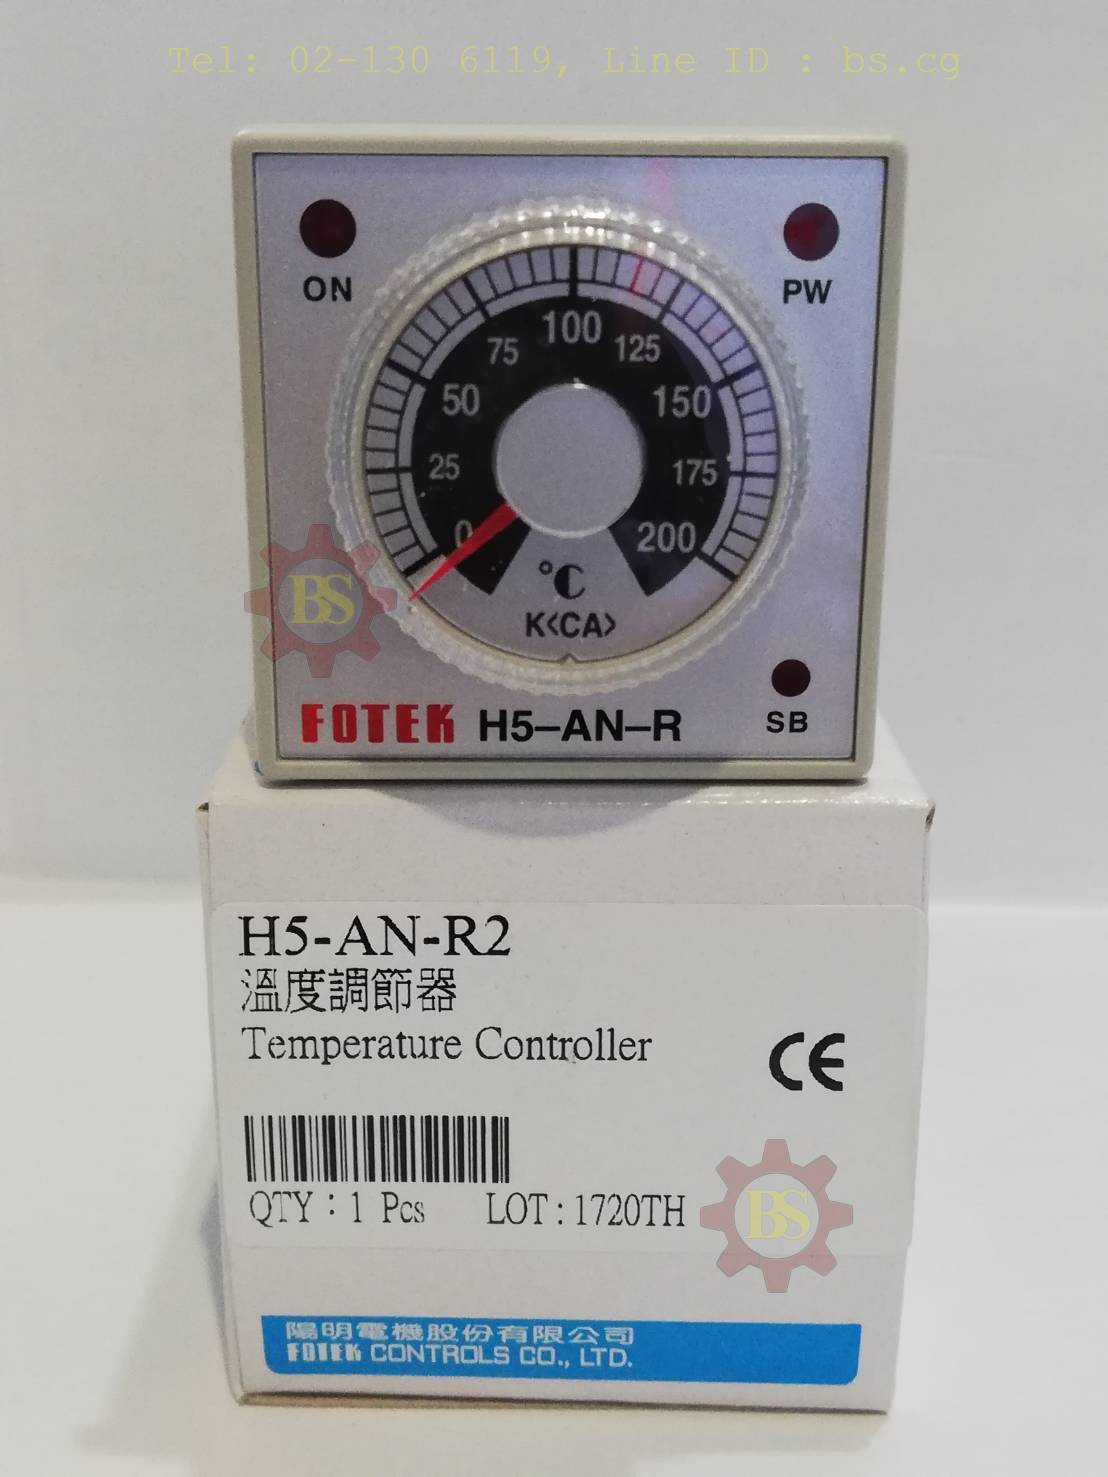 Tel: 02-130 6119, Line ID : bs.cg
ON
PW
100
75
125
50
150
25
175
0
200
°C
K<CA>
BS
FOTEK H5-AN-R
SB
H5-AN-R2
溫度調節器
Temperature Controller
CE
QTY : 1 Pcs LOT : 1720TH
BS
陽明電機股份有限公司
FOTEK CONTROLS CO., LTD.